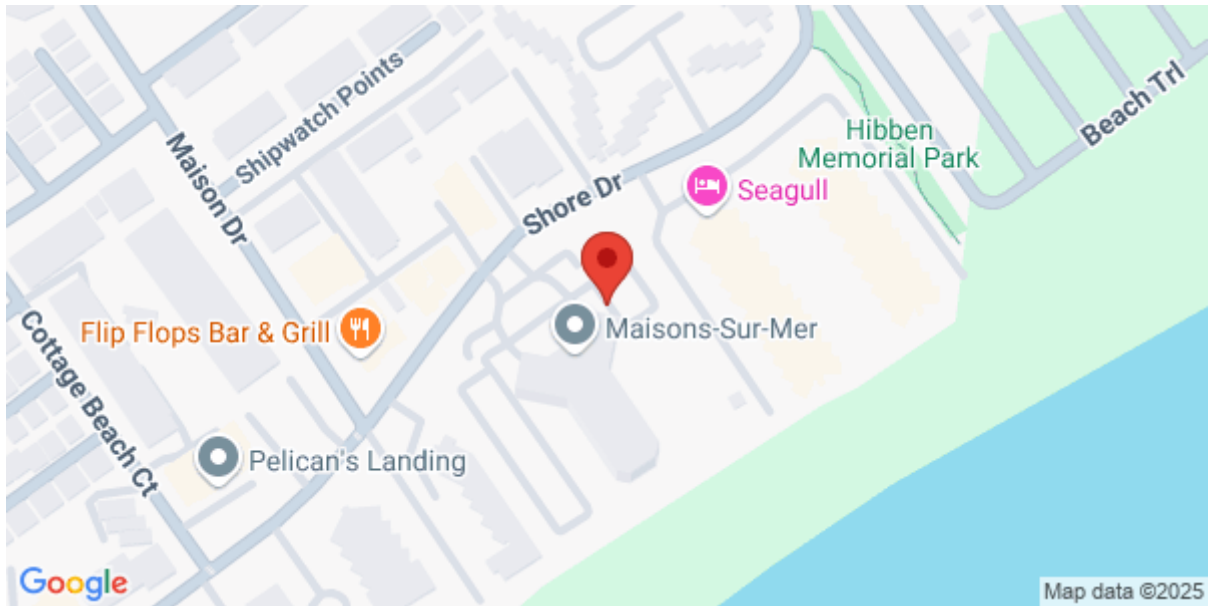 Shipwatch Points
Maison Dr
Shore Dr
Seagull
Hibben
Memorial Park
Beach Trl
Flip Flops Bar & Grill
Maisons-Sur-Mer
Cottage Beach Ct
Pelican's Landing
Google
Map data ©2025